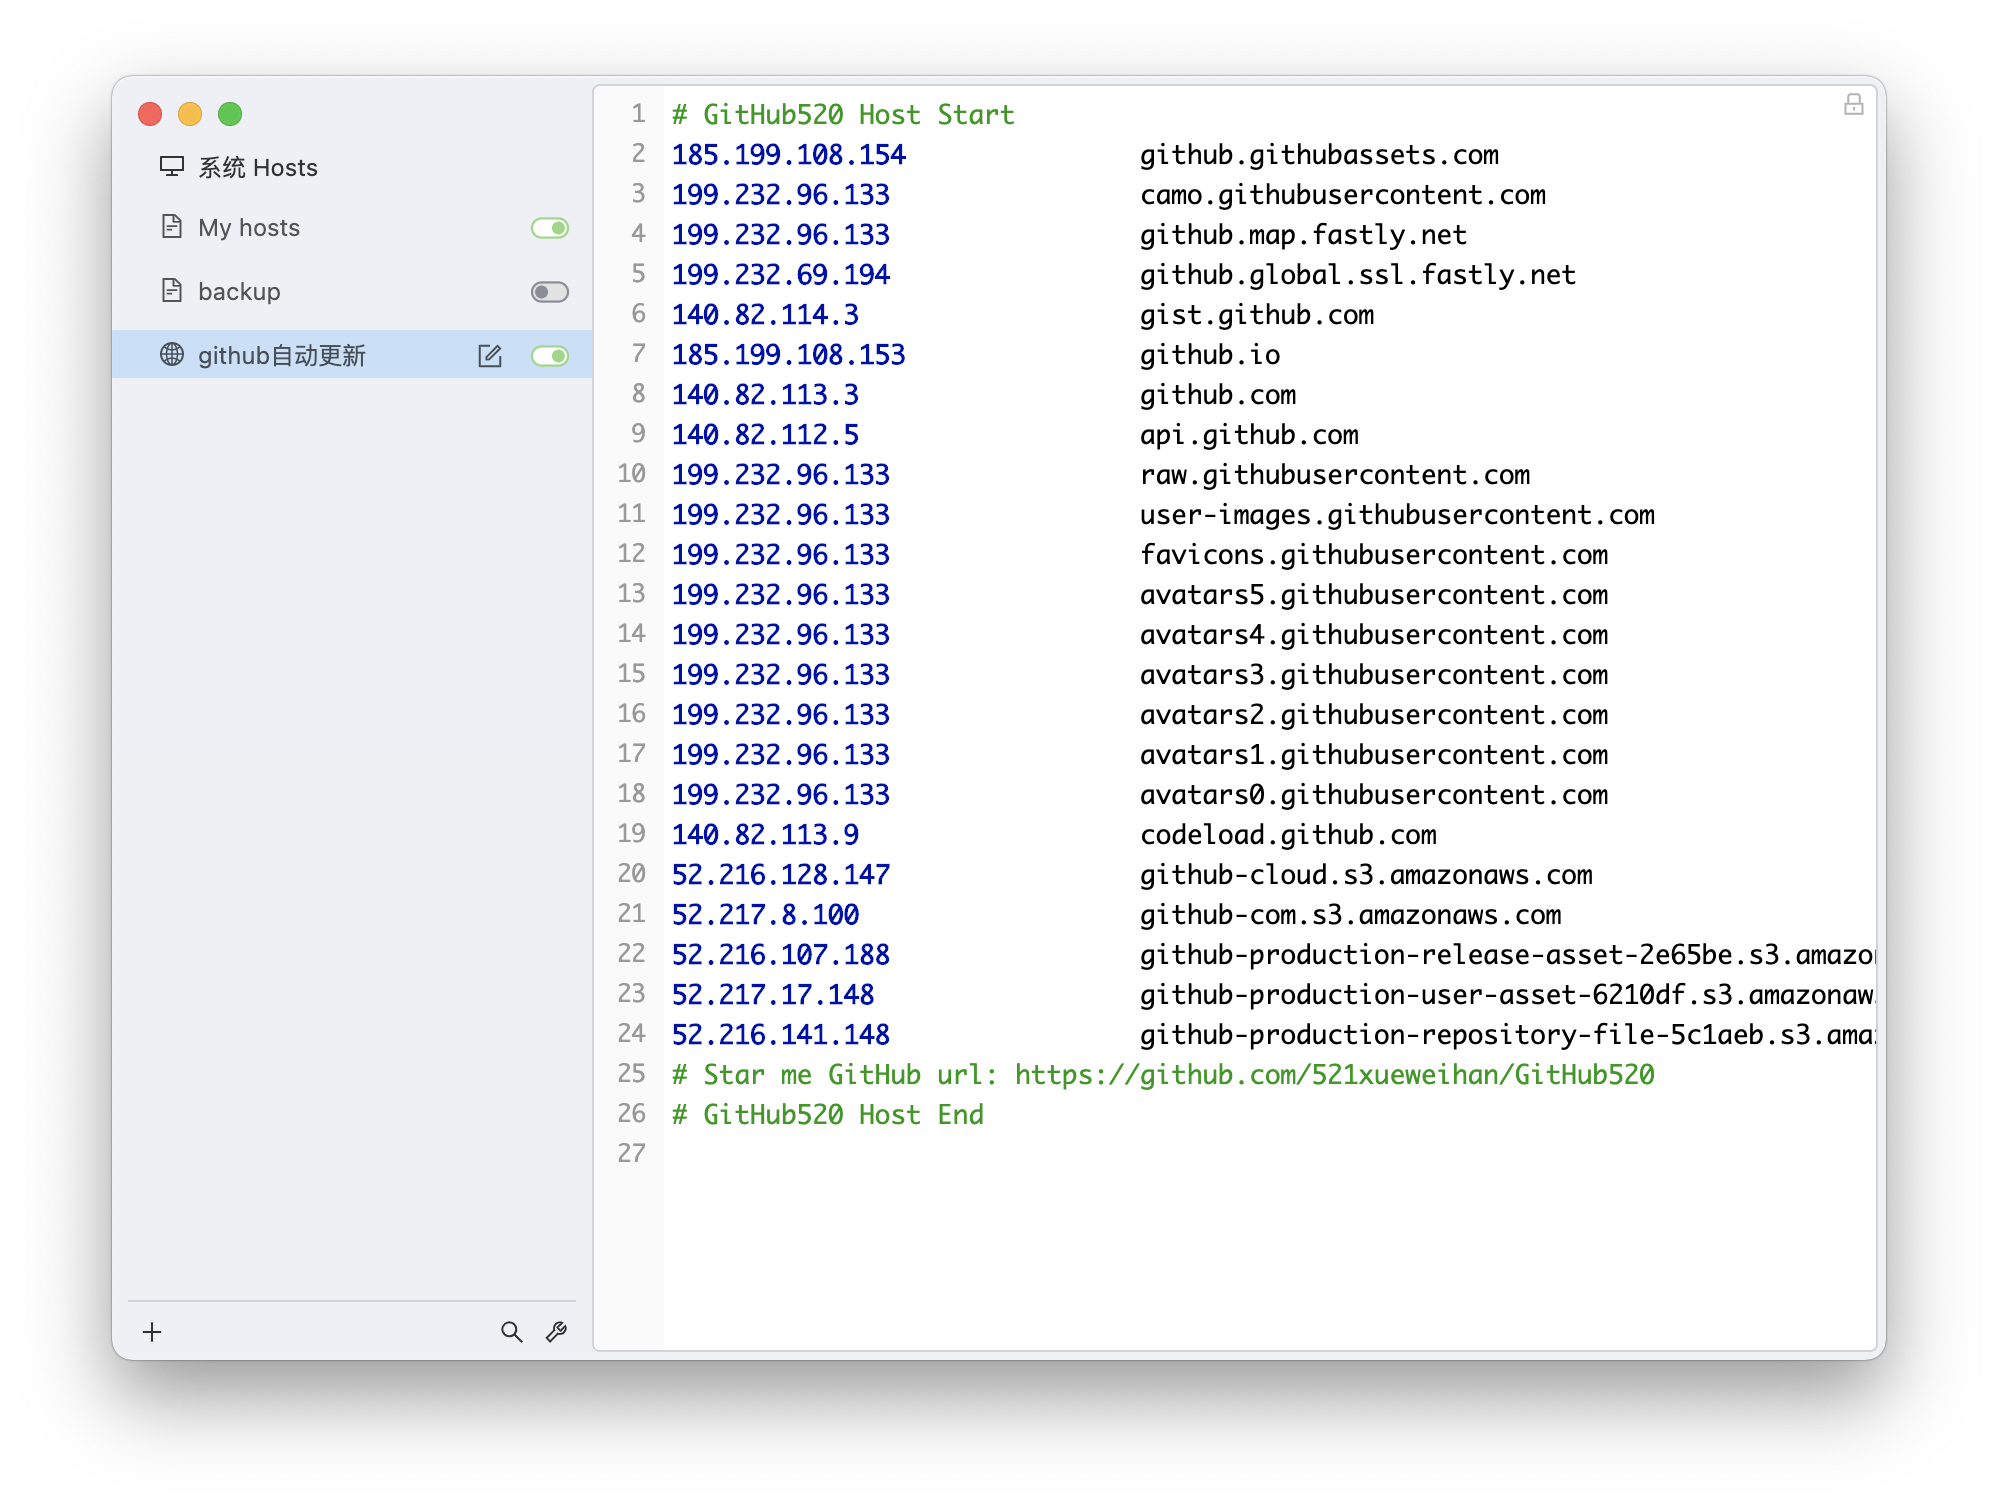 系统 Hosts
My hosts
backup
github自动更新
1 # GitHub520 Host Start
2 185.199.108.154 github.githubassets.com
3 199.232.96.133 camo.githubusercontent.com
4 199.232.96.133 github.map.fastly.net
5 199.232.69.194 github.global.ssl.fastly.net
6 140.82.114.3 gist.github.com
7 185.199.108.153 github.io
8 140.82.113.3 github.com
9 140.82.112.5 api.github.com
10 199.232.96.133 raw.githubusercontent.com
11 199.232.96.133 user-images.githubusercontent.com
12 199.232.96.133 favicons.githubusercontent.com
13 199.232.96.133 avatars5.githubusercontent.com
14 199.232.96.133 avatars4.githubusercontent.com
15 199.232.96.133 avatars3.githubusercontent.com
16 199.232.96.133 avatars2.githubusercontent.com
17 199.232.96.133 avatars1.githubusercontent.com
18 199.232.96.133 avatars0.githubusercontent.com
19 140.82.113.9 codeload.github.com
20 52.216.128.147 github-cloud.s3.amazonaws.com
21 52.217.8.100 github-com.s3.amazonaws.com
22 52.216.107.188 github-production-release-asset-2e65be.s3.amazo
23 52.217.17.148 github-production-user-asset-6210df.s3.amazonaw
24 52.216.141.148 github-production-repository-file-5c1aeb.s3.ama
25 # Star me GitHub url: https://github.com/521xueweihan/GitHub520
26 # GitHub520 Host End
27